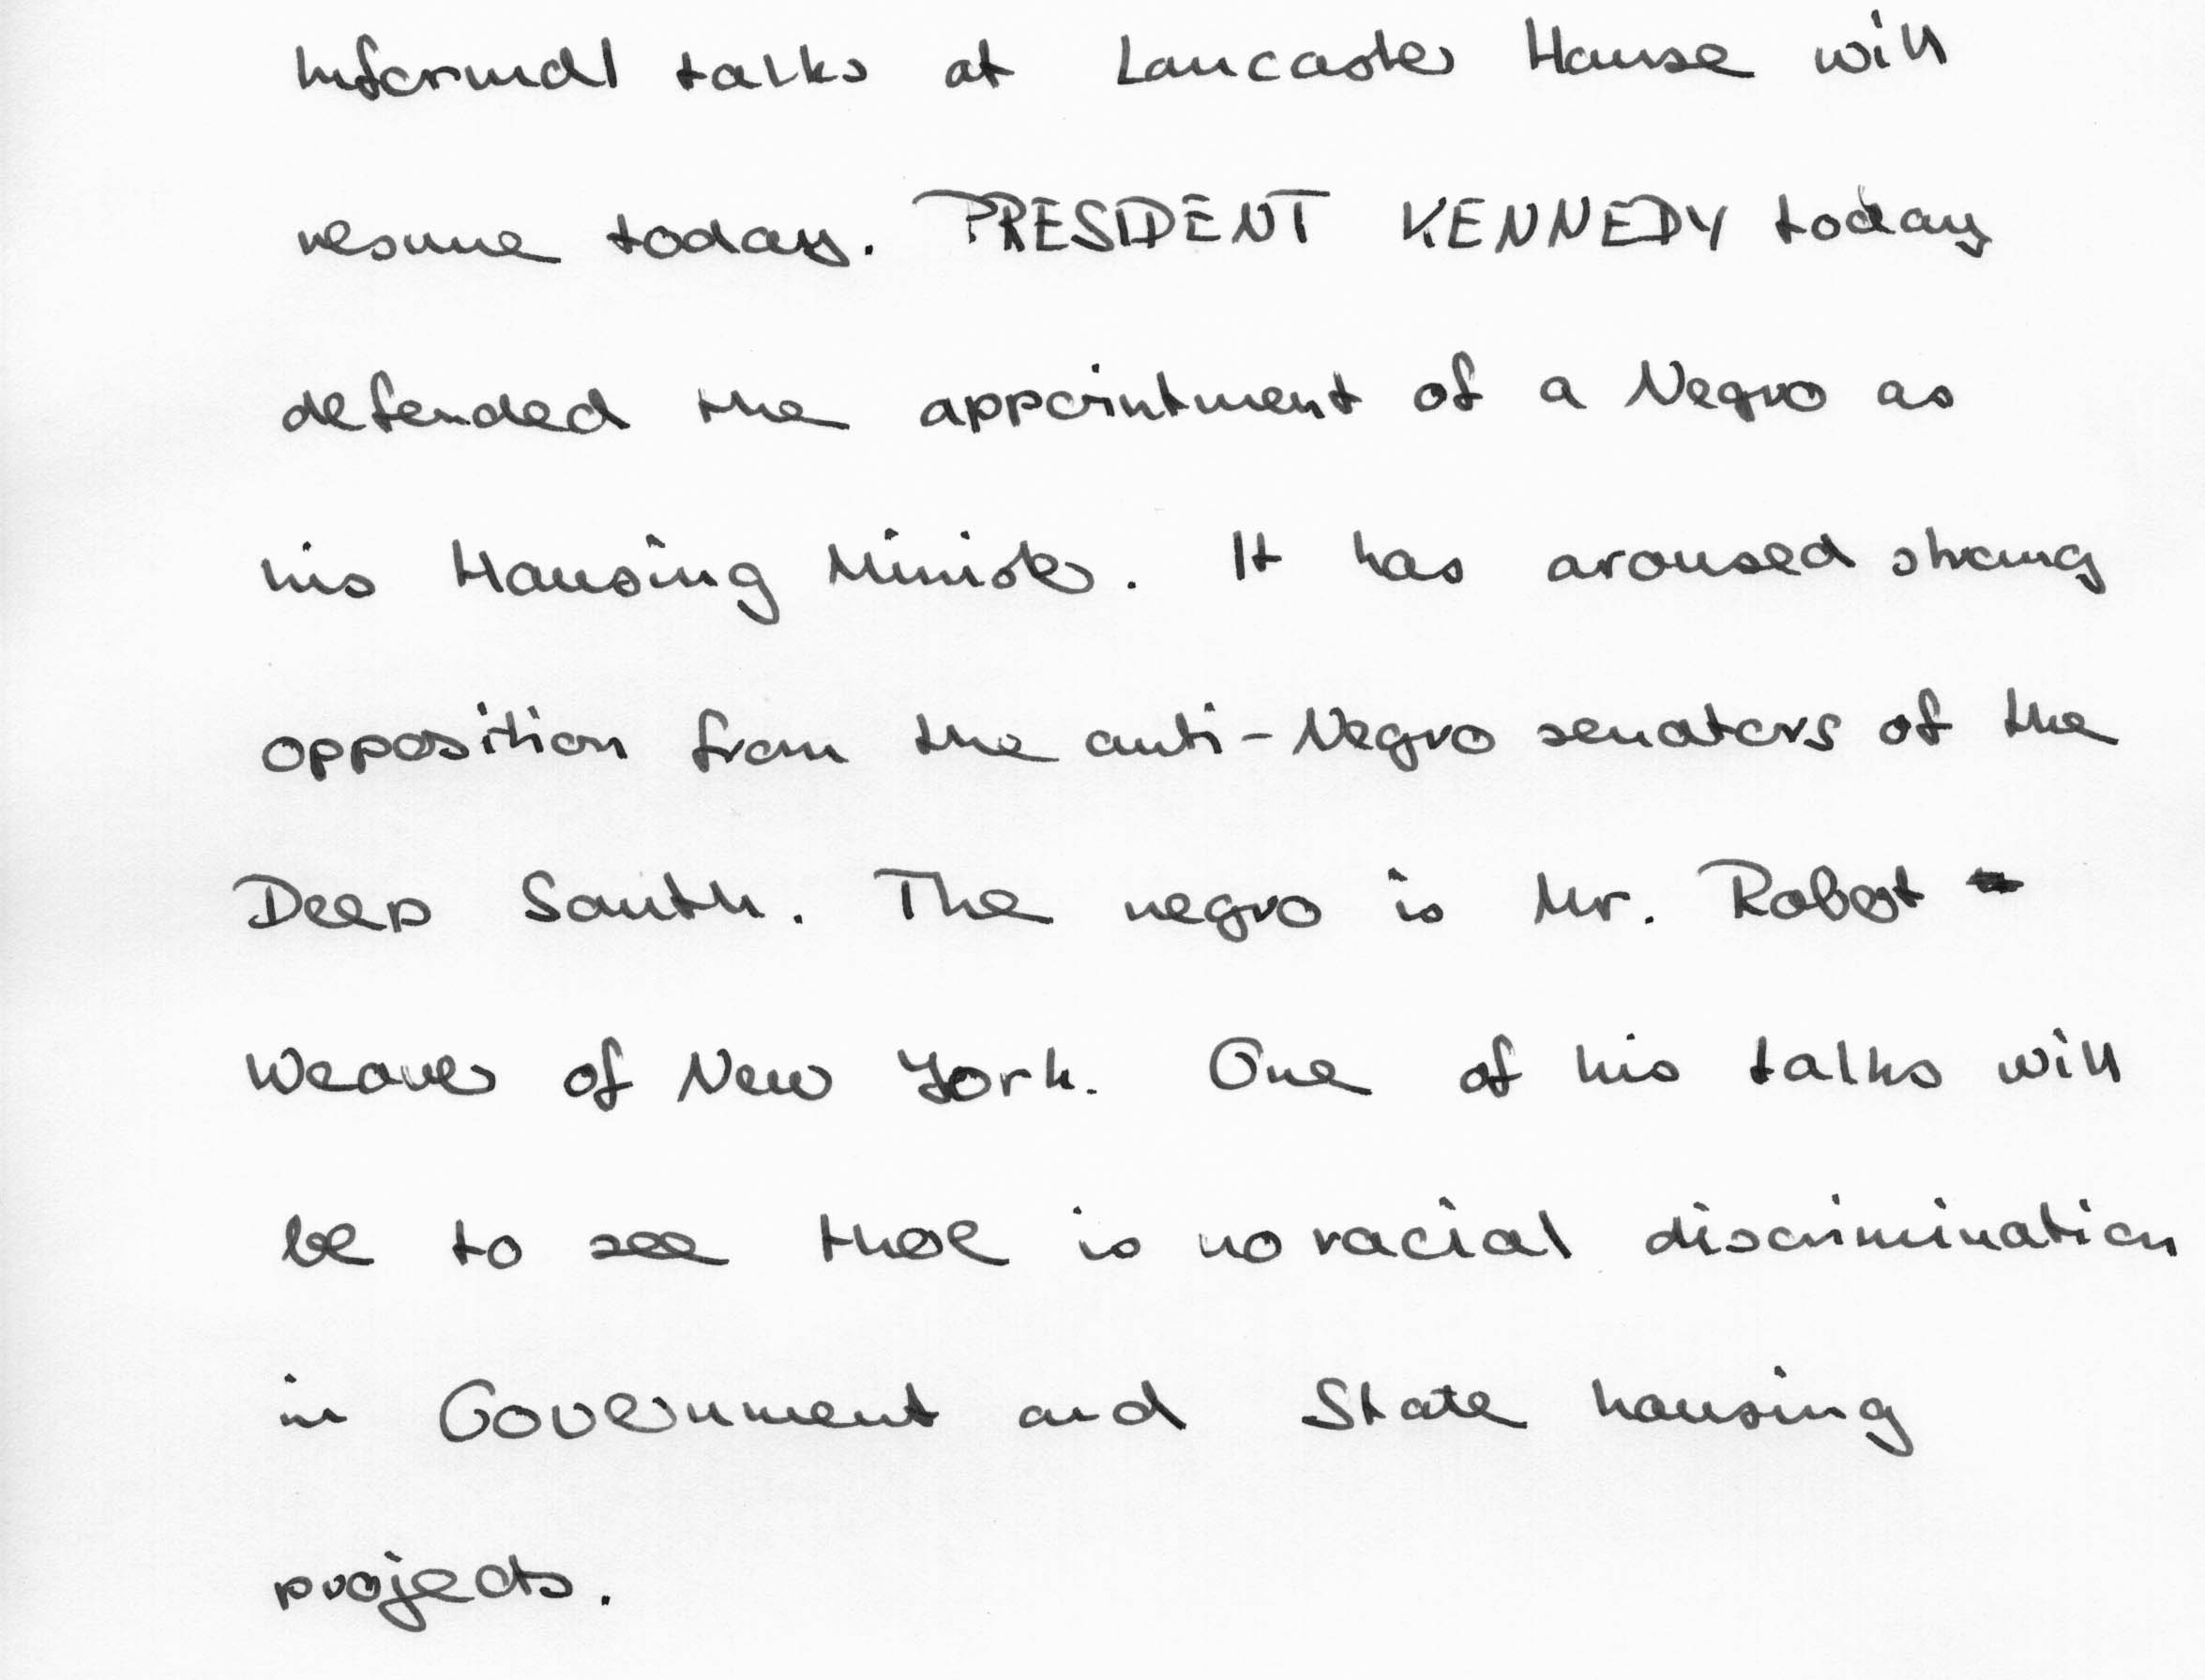 Informal talks at Lancaster House will
resume today. PRESIDENT KENNEDY today
defended the appointment of a Negro as
his Housing Minister. It has aroused strong
opposition from the anti-Negro senators of the
Deep South. The negro is Mr. Robert
Weaver of New York. One of his talks will
be to see there is no racial discrimination
in Government and State housing
projects.